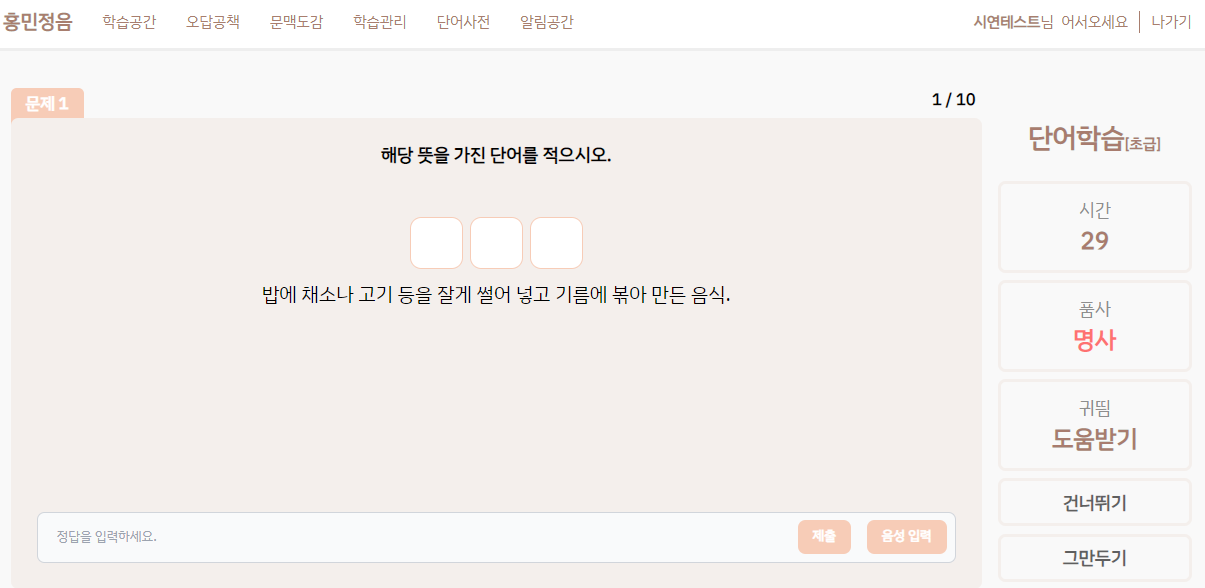 홍민정음 학습공간 오답공책 문맥도감 학습관리 단어사전 알림공간 시연테스트님 어서오세요 나가기
문제 1
1 / 10
해당 뜻을 가진 단어를 적으시오.
밥에 채소나 고기 등을 잘게 썰어 넣고 기름에 볶아 만든 음식.
정답을 입력하세요. 제출 음성 입력
단어학습[초급]
시간
29
품사
명사
귀띔
도움받기
건너뛰기
그만두기